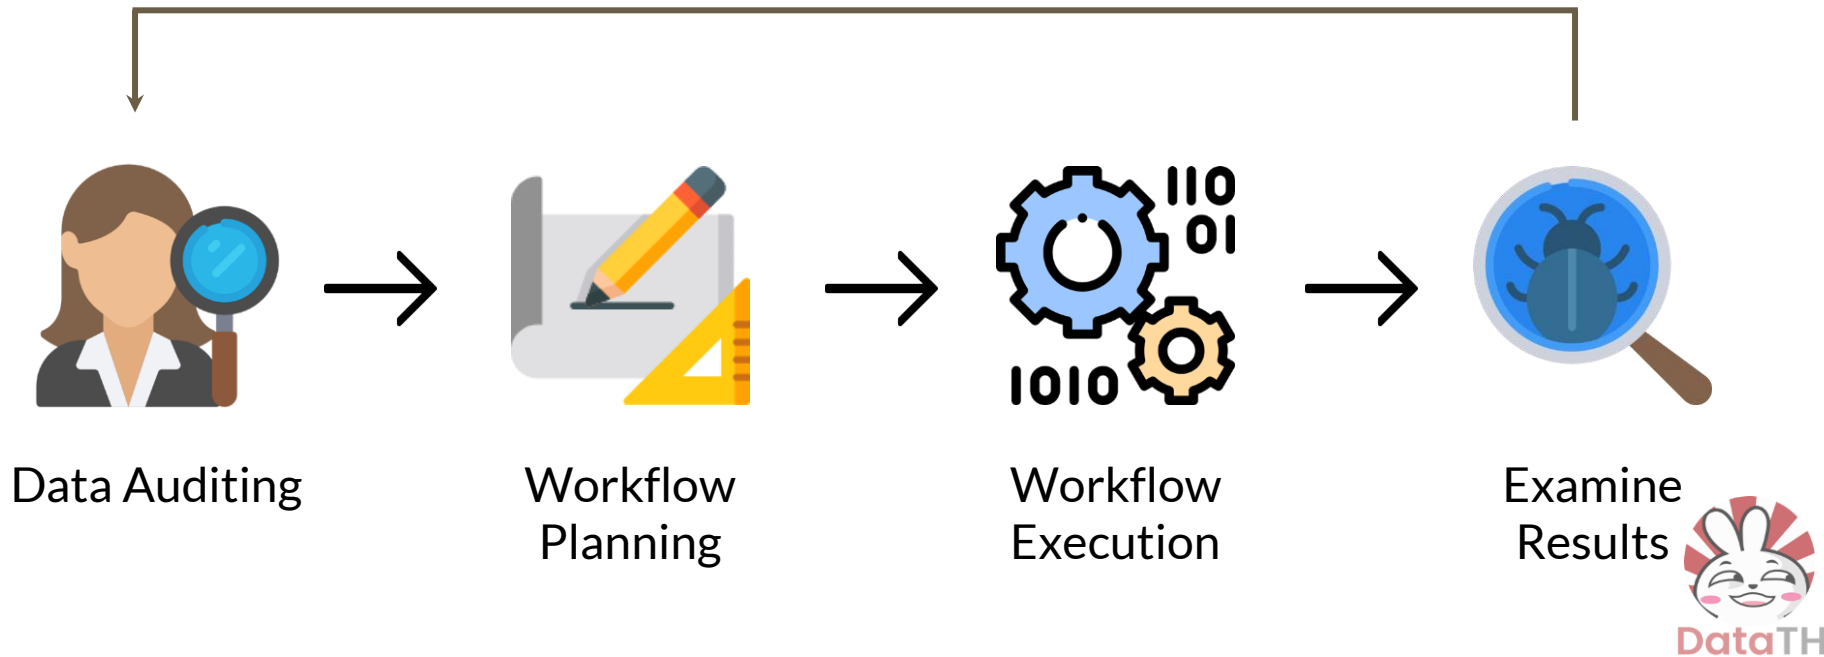 110
01
1010
Data Auditing
Workflow
Planning
Workflow
Execution
Examine
Results
DataTH